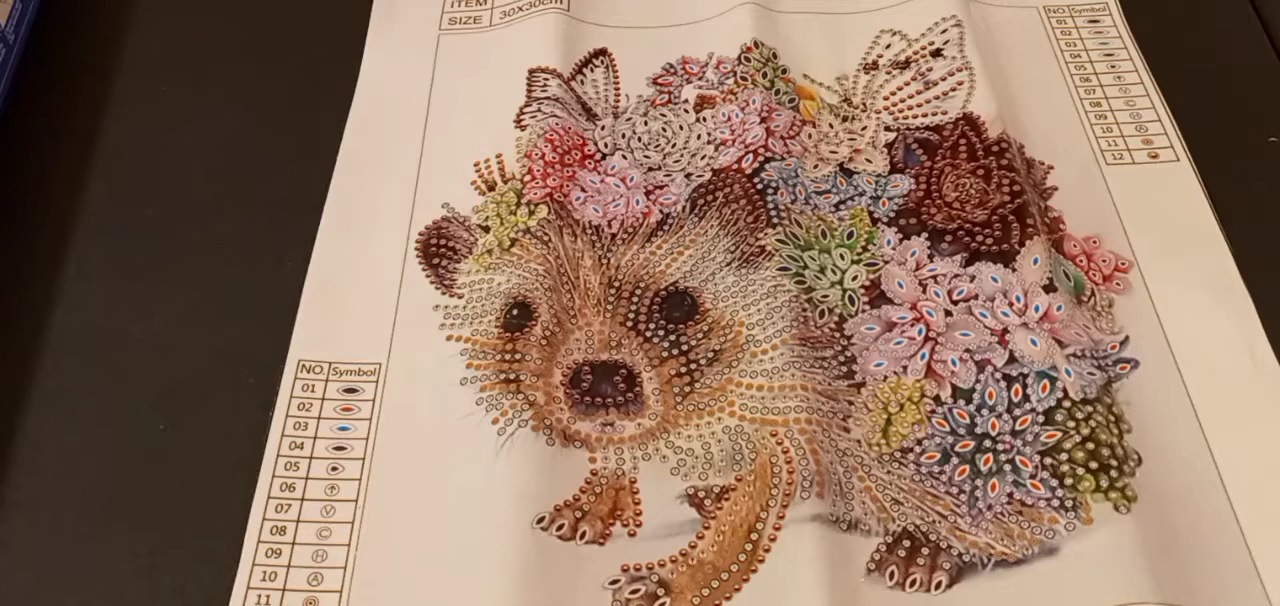 ITEM
SIZE 30X30cm
NO. Symbol
01
02
03
04
05
06
07 V
08 C
09 H
10 A
11
12
NO. Symbol
01
02
03
04
05
06
07 V
08 C
09 H
10 A
11